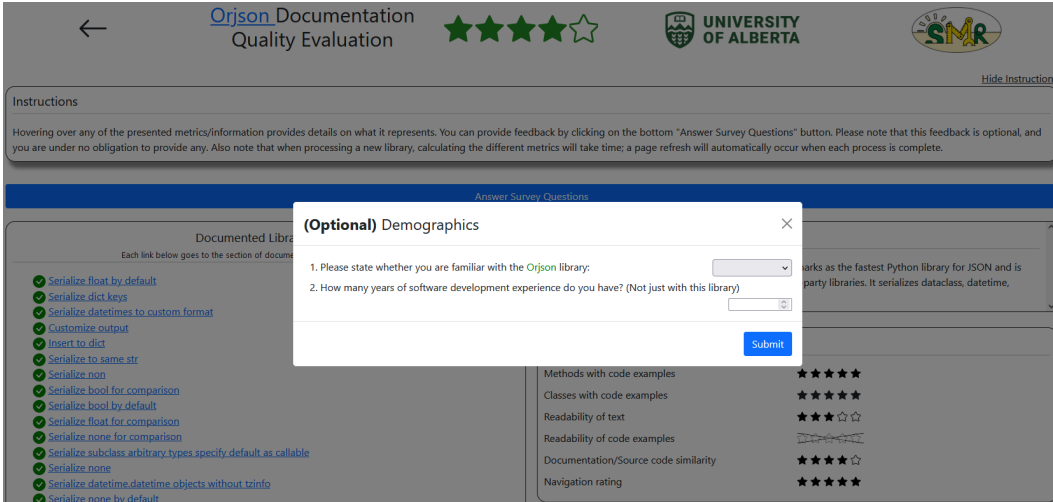 Orjson Documentation
Quality Evaluation
UNIVERSITY
OF ALBERTA
SMR
Hide Instruction
Instructions
Hovering over any of the presented metrics/information provides details on what it represents. You can provide feedback by clicking on the bottom "Answer Survey Questions" button. Please note that this feedback is optional, and
you are under no obligation to provide any. Also note that when processing a new library, calculating the different metrics will take time; a page refresh will automatically occur when each process is complete.
Answer Survey Questions
(Optional) Demographics
1. Please state whether you are familiar with the Orjson library:
2. How many years of software development experience do you have? (Not just with this library)
Submit
Documented Libra
Each link below goes to the section of docume
Serialize float by default
Serialize dict keys
Serialize datetimes to custom format
Customize output
Insert to dict
Serialize to same str
Serialize non
Serialize bool for comparison
Serialize bool by default
Serialize float for comparison
Serialize none for comparison
Serialize subclass arbitrary types specify default as callable
Serialize none
Serialize datetime.datetime objects without tzinfo
Serialize none by default
arks as the fastest Python library for JSON and is
party libraries. It serializes dataclass, datetime,
Methods with code examples
Classes with code examples
Readability of text
Readability of code examples
Documentation/Source code similarity
Navigation rating